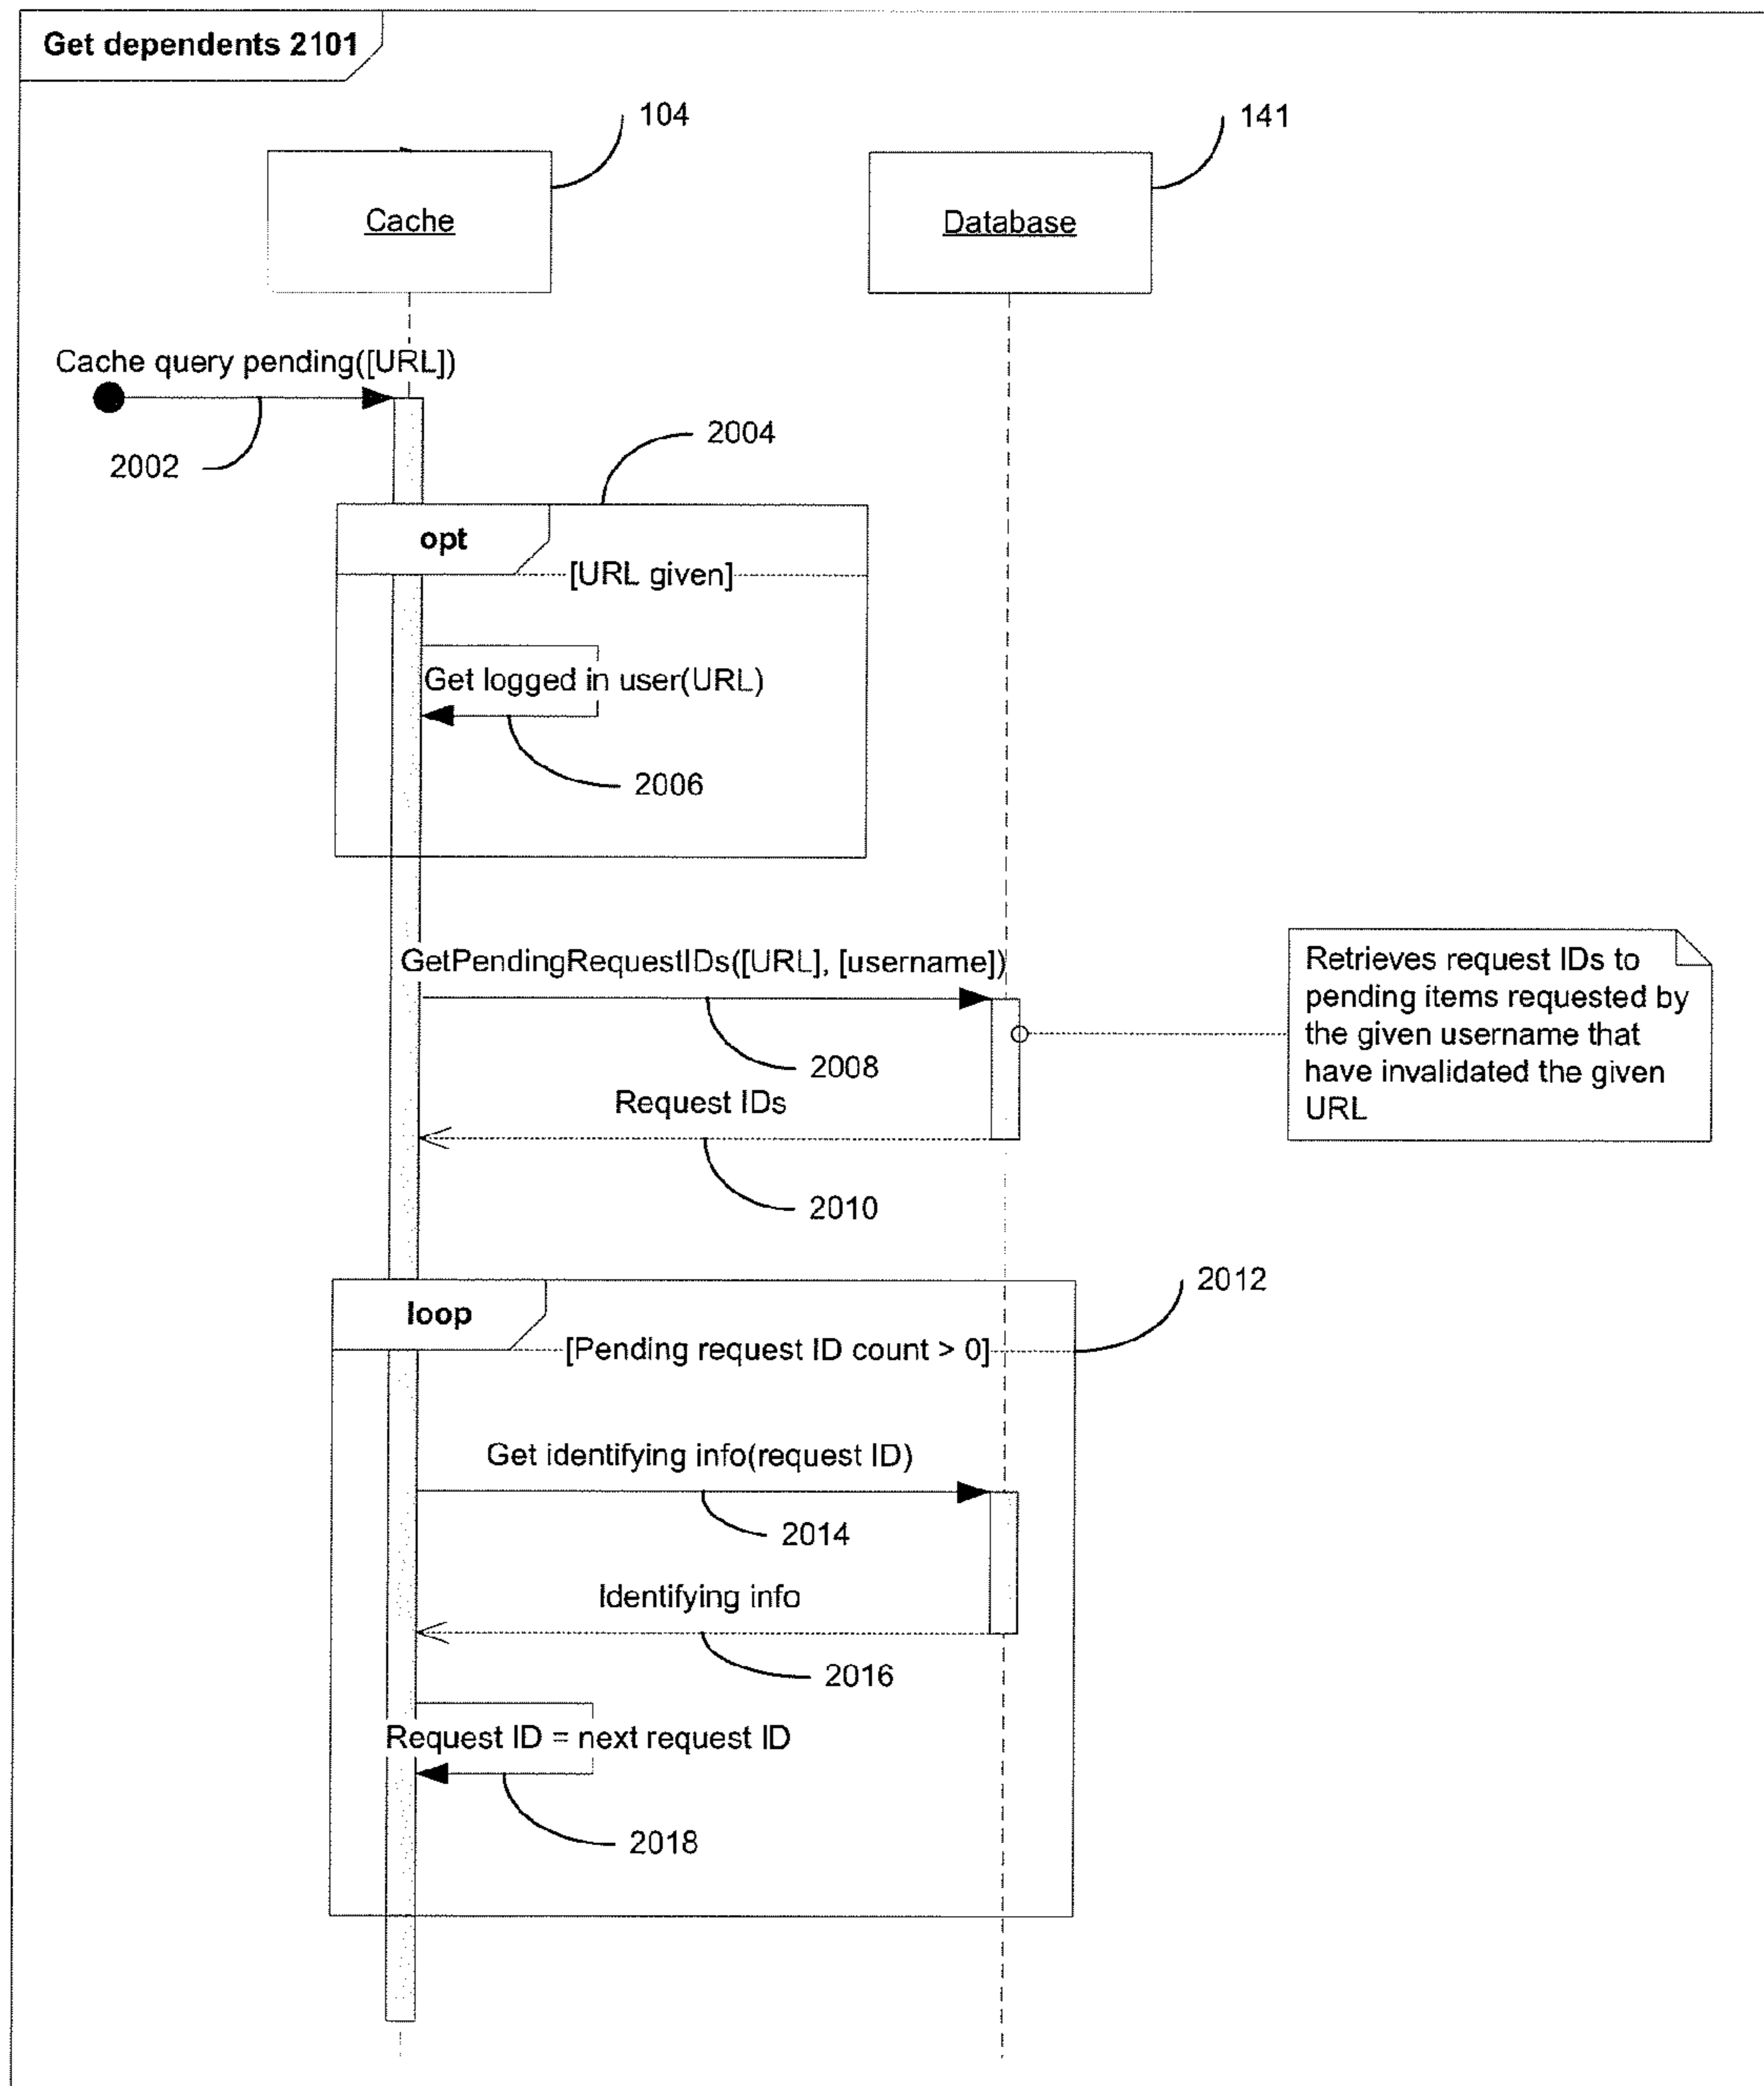 Get dependents 2101
104
141
Cache
Database
Cache query pending([URL])
2002
2004
opt
[URL given]
Get logged in user(URL)
2006
GetPendingRequestIDs([URL], [username])
2008
Retrieves request IDs to
pending items requested by
the given username that
have invalidated the given
URL
Request IDs
2010
2012
loop
[Pending request ID count > 0]
Get identifying info(request ID)
2014
Identifying info
2016
Request ID = next request ID
2018